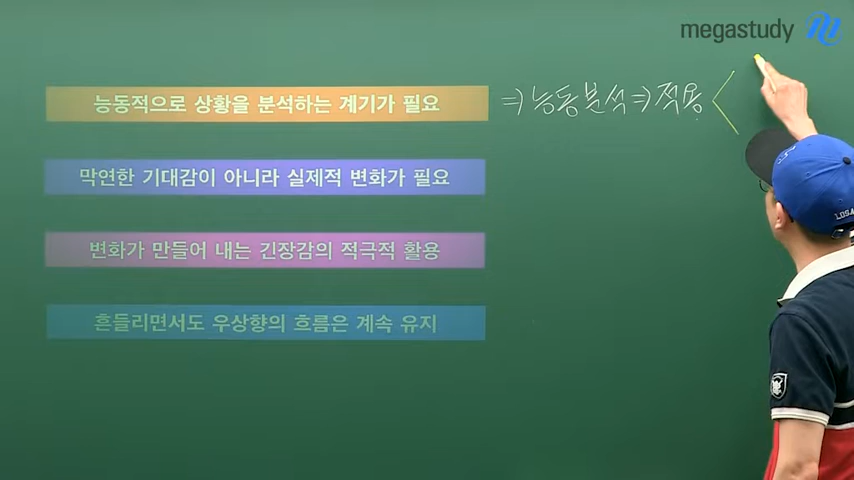 megastudy
능동적으로 상황을 분석하는 계기가 필요
⇒ 능동분석 ⇒ 적용
막연한 기대감이 아니라 실제적 변화가 필요
변화가 만들어 내는 긴장감의 적극적 활용
흔들리면서도 우상향의 흐름은 계속 유지